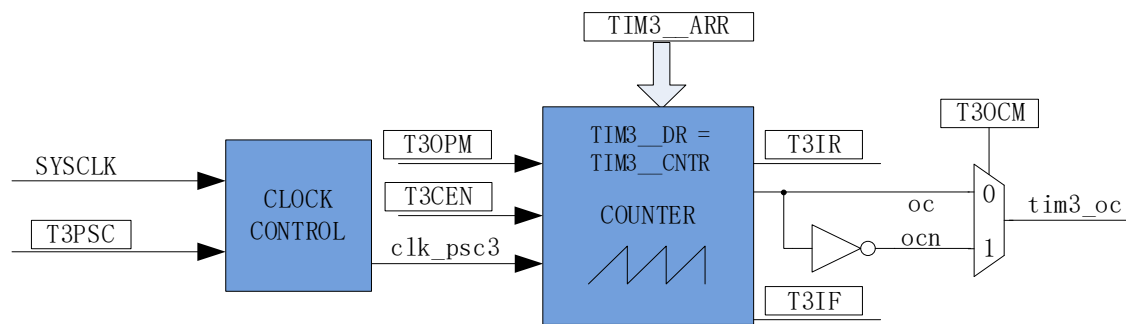 TIM3__ARR
SYSCLK
T3PSC
CLOCK
CONTROL
T3OPM
T3CEN
clk_psc3
TIM3__DR =
TIM3__CNTR
COUNTER
T3IR
T3IF
oc
ocn
T3OCM
0
1
tim3_oc